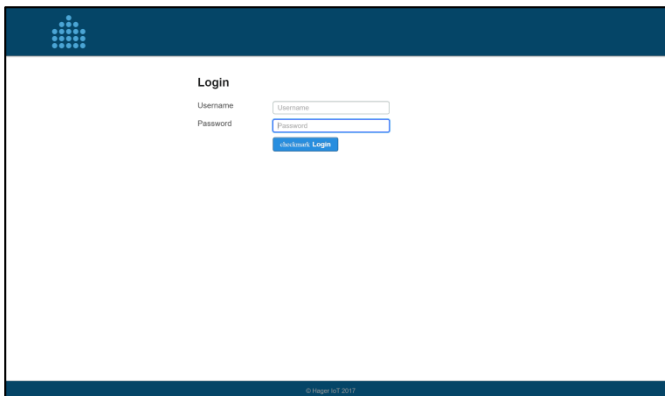 Login
Username
Username
Password
Password
checkmark Login
© Hager IoT 2017